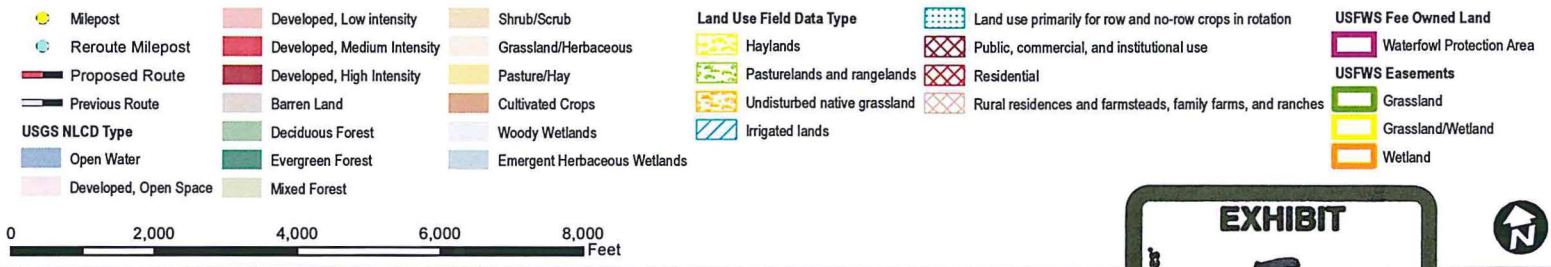 Milepost
Reroute Milepost
Proposed Route
Previous Route
USGS NLCD Type
Open Water
Developed, Open Space
Developed, Low intensity
Developed, Medium Intensity
Developed, High Intensity
Barren Land
Deciduous Forest
Evergreen Forest
Mixed Forest
Shrub/Scrub
Grassland/Herbaceous
Pasture/Hay
Cultivated Crops
Woody Wetlands
Emergent Herbaceous Wetlands
Land Use Field Data Type
Haylands
Pasturelands and rangelands
Undisturbed native grassland
Irrigated lands
Land use primarily for row and no-row crops in rotation
Public, commercial, and institutional use
Residential
Rural residences and farmsteads, family farms, and ranches
USFWS Fee Owned Land
Waterfowl Protection Area
USFWS Easements
Grassland
Grassland/Wetland
Wetland
0 2,000 4,000 6,000 8,000
Feet
EXHIBIT
N